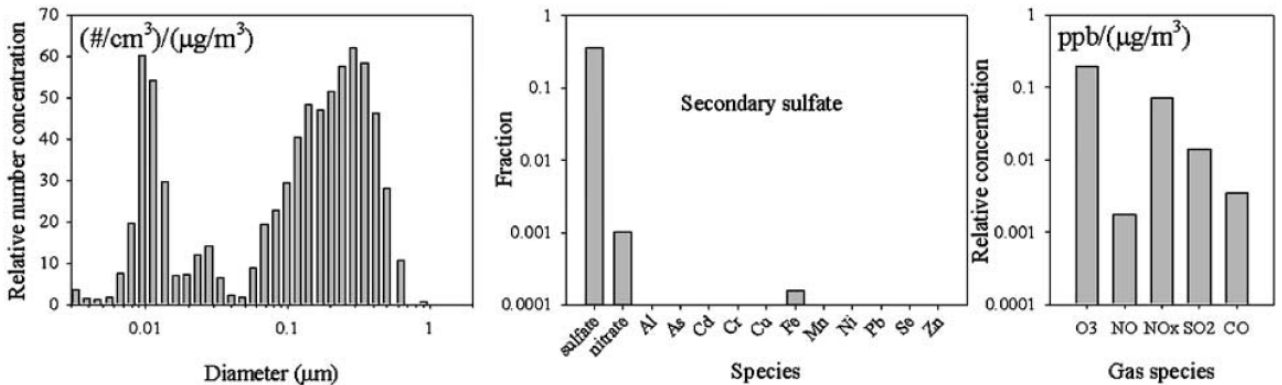 70
60
50
40
30
20
10
0
(#/cm³)/(μg/m³)
Relative number concentration
0.01 0.1 1
Diameter (μm)
1
0.1
0.01
0.001
0.0001
Fraction
Secondary sulfate
sulfate nitrate Al As Cd Cr Cu Fe Mn Ni Pb Se Zn
Species
1
0.1
0.01
0.001
0.0001
ppb/(μg/m³)
Relative concentration
O3 NO NOx SO2 CO
Gas species